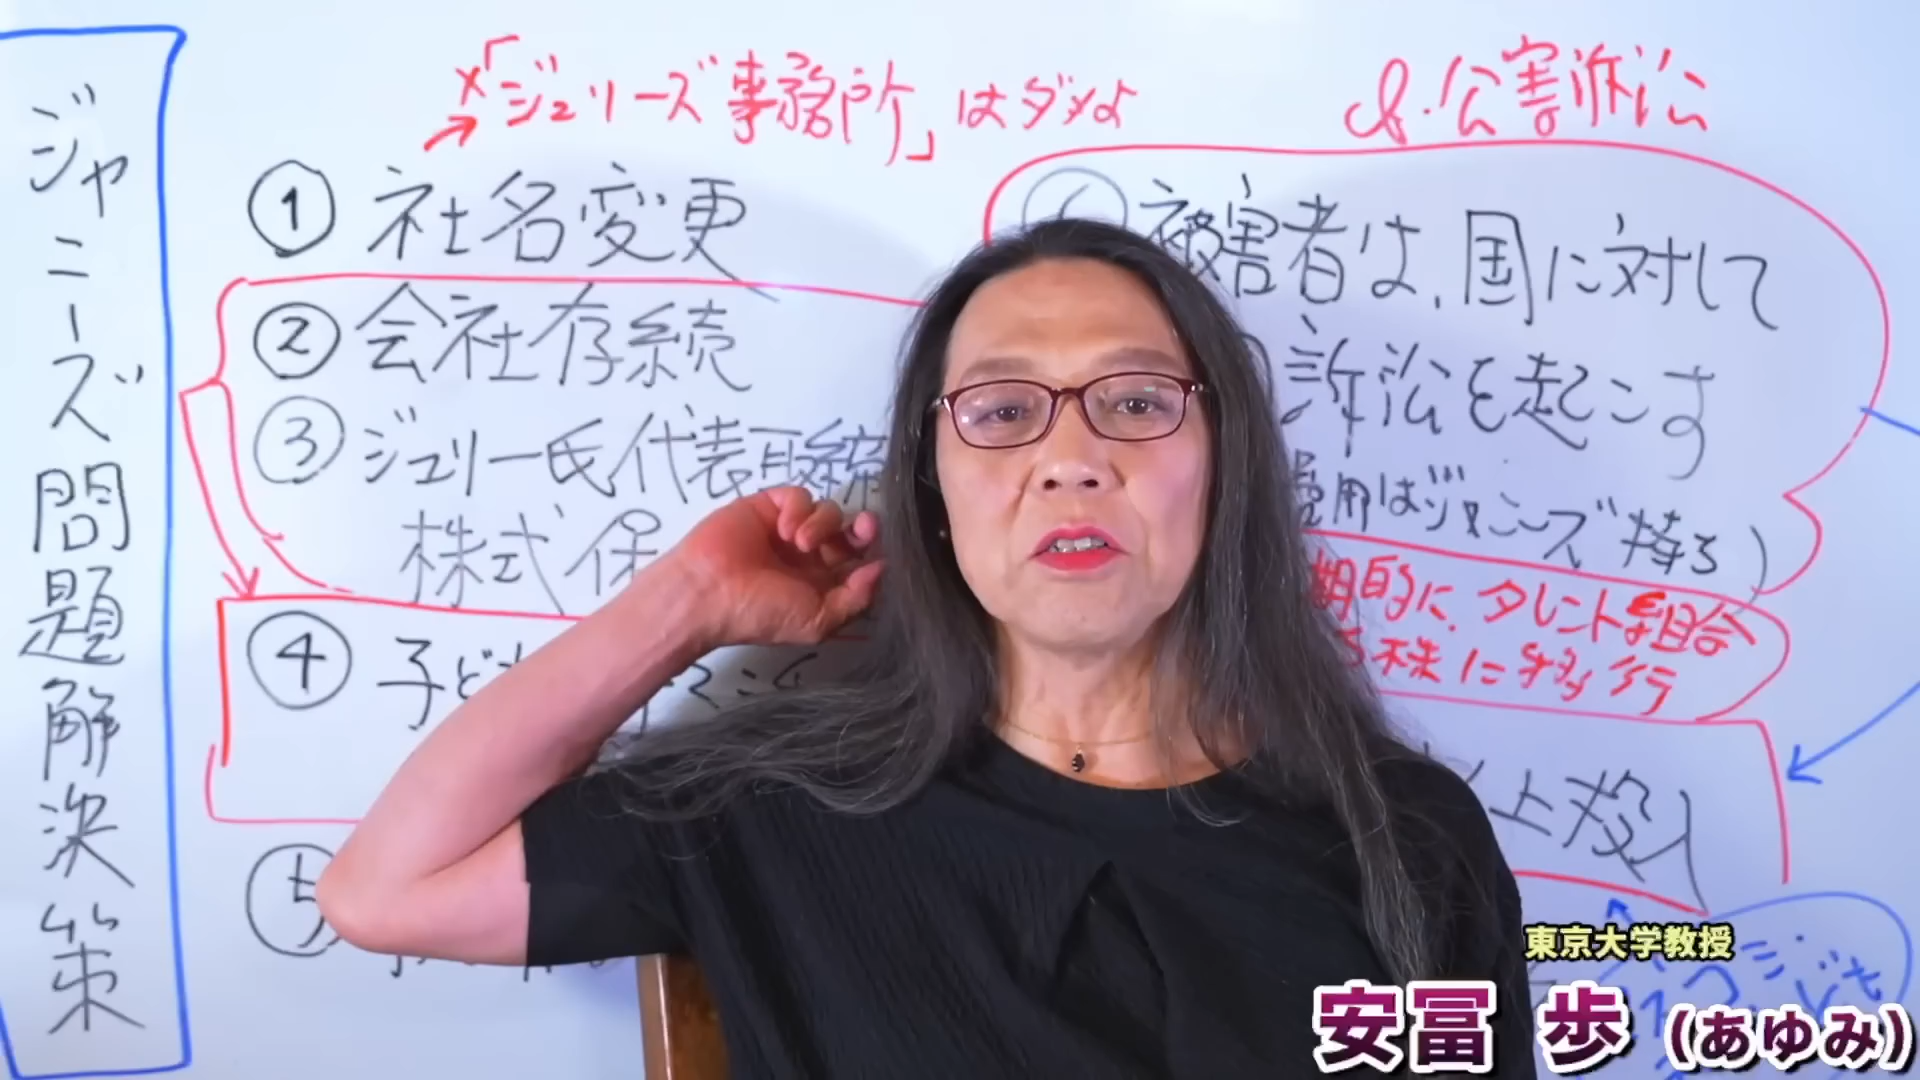 ジャニーズ問題解決策
×「ジュリーズ事務所」はダメよ
① 社名変更
② 会社存続
③ ジュリー氏代表取締
株式保
④ 子ども
⑤
公害訴訟
被害者は、国に対して
訴訟を起こす
費用はジャニーズ持ち)
期的に、タレント組合
株に移行
以上投入
東京大学教授
安冨 歩 (あゆみ)